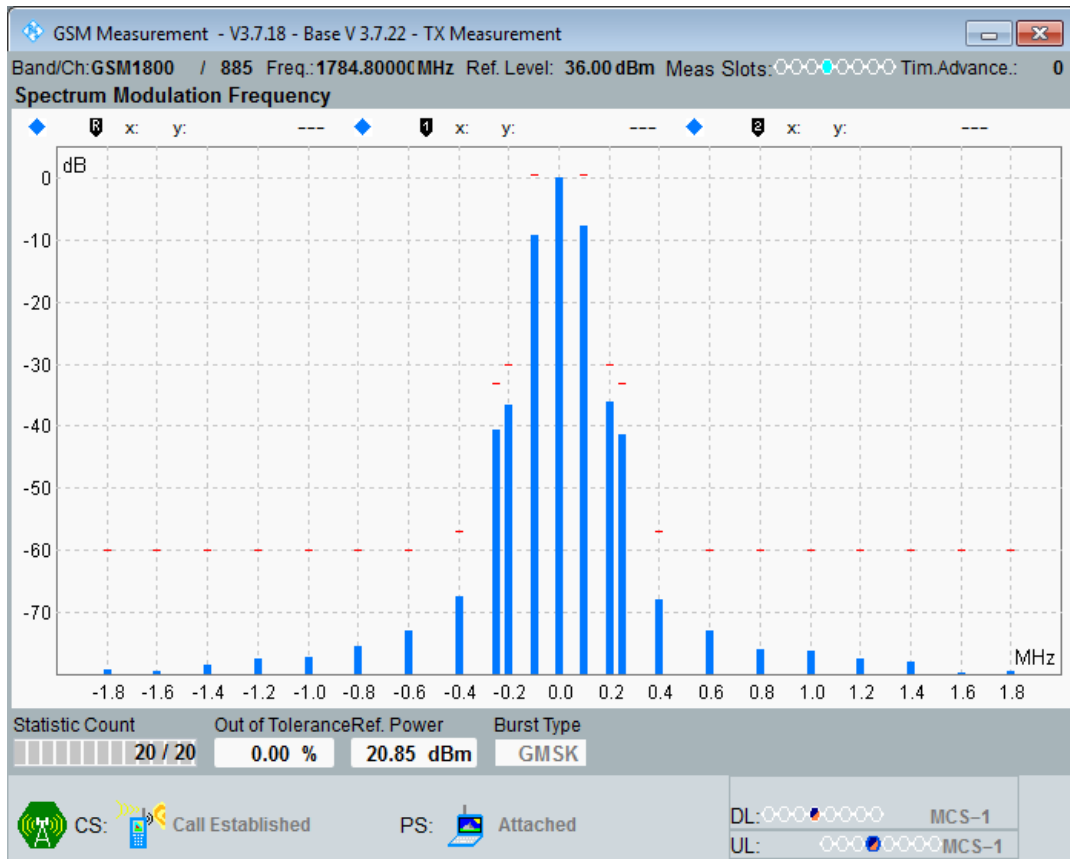 GSM Measurement - V3.7.18 - Base V 3.7.22 - TX Measurement
Band/Ch:GSM1800 / 885 Freq.:1784.80000MHz Ref. Level: 36.00 dBm Meas Slots: Tim.Advance.: 0
Spectrum Modulation Frequency
R x: y: --- 1 x: y: --- 2 x: y: ---
dB
0
-10
-20
-30
-40
-50
-60
-70
MHz
-1.8 -1.6 -1.4 -1.2 -1.0 -0.8 -0.6 -0.4 -0.2 0.0 0.2 0.4 0.6 0.8 1.0 1.2 1.4 1.6 1.8
Statistic Count Out of Tolerance Ref. Power Burst Type
20 / 20 0.00 % 20.85 dBm GMSK
DL: MCS-1
CS: Call Established PS: Attached
UL: MCS-1